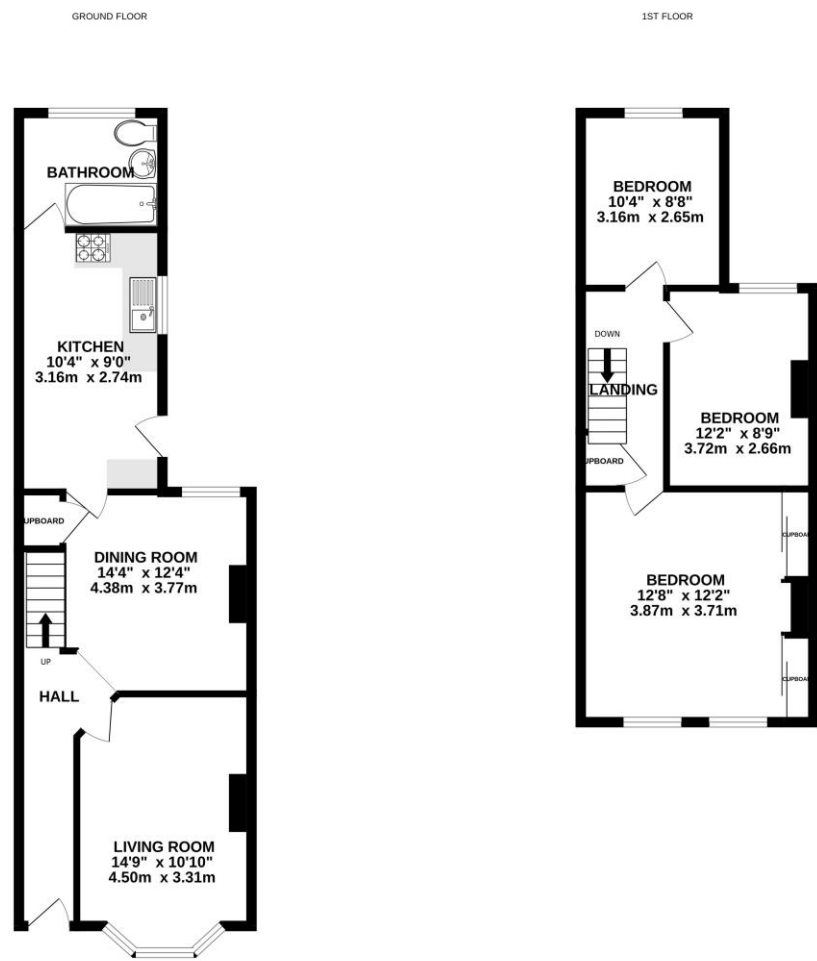 GROUND FLOOR
1ST FLOOR
BATHROOM
KITCHEN
10'4" x 9'0"
3.16m x 2.74m
UPBOARD
DINING ROOM
14'4" x 12'4"
4.38m x 3.77m
UP
HALL
LIVING ROOM
14'9" x 10'10"
4.50m x 3.31m
BEDROOM
10'4" x 8'8"
3.16m x 2.65m
DOWN
LANDING
BEDROOM
12'2" x 8'9"
3.72m x 2.66m
UPBOARD
CUPBOA
BEDROOM
12'8" x 12'2"
3.87m x 3.71m
CUPBOA